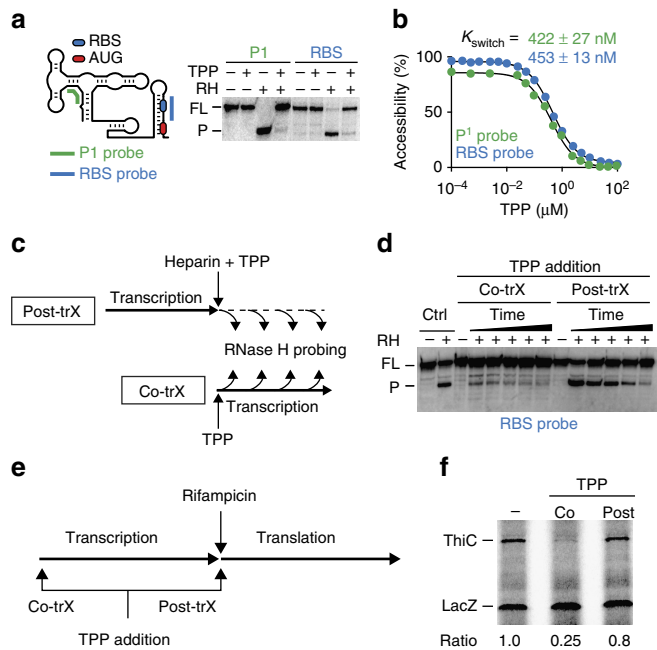 a
RBS
AUG
P1 probe
RBS probe
P1 RBS
TPP – + – + – + – +
RH – – + + – – + +
FL –
P –
b
Kswitch = 422 ± 27 nM
453 ± 13 nM
Accessibility (%)
100
50
0
P1 probe
RBS probe
10–4 10–2 100 102
TPP (μM)
c
Heparin + TPP
Post-trX
Transcription
RNase H probing
Co-trX
Transcription
TPP
d
TPP addition
Co-trX Post-trX
Ctrl Time Time
RH – + – + + + + + – + + + + +
FL –
P –
RBS probe
e
Rifampicin
Transcription Translation
Co-trX Post-trX
TPP addition
f
TPP
– Co Post
ThiC –
LacZ –
Ratio 1.0 0.25 0.8